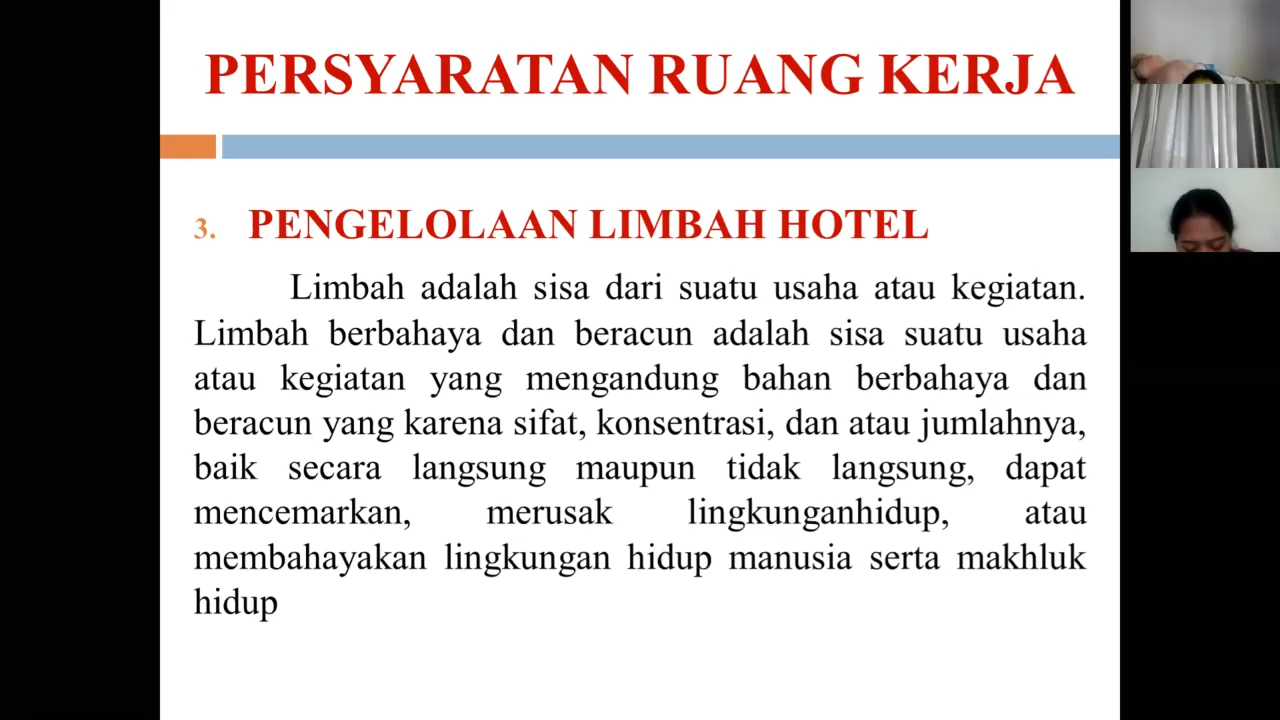 PERSYARATAN RUANG KERJA
3. PENGELOLAAN LIMBAH HOTEL
Limbah adalah sisa dari suatu usaha atau kegiatan.
Limbah berbahaya dan beracun adalah sisa suatu usaha
atau kegiatan yang mengandung bahan berbahaya dan
beracun yang karena sifat, konsentrasi, dan atau jumlahnya,
baik secara langsung maupun tidak langsung, dapat
mencemarkan, merusak lingkunganhidup, atau
membahayakan lingkungan hidup manusia serta makhluk
hidup